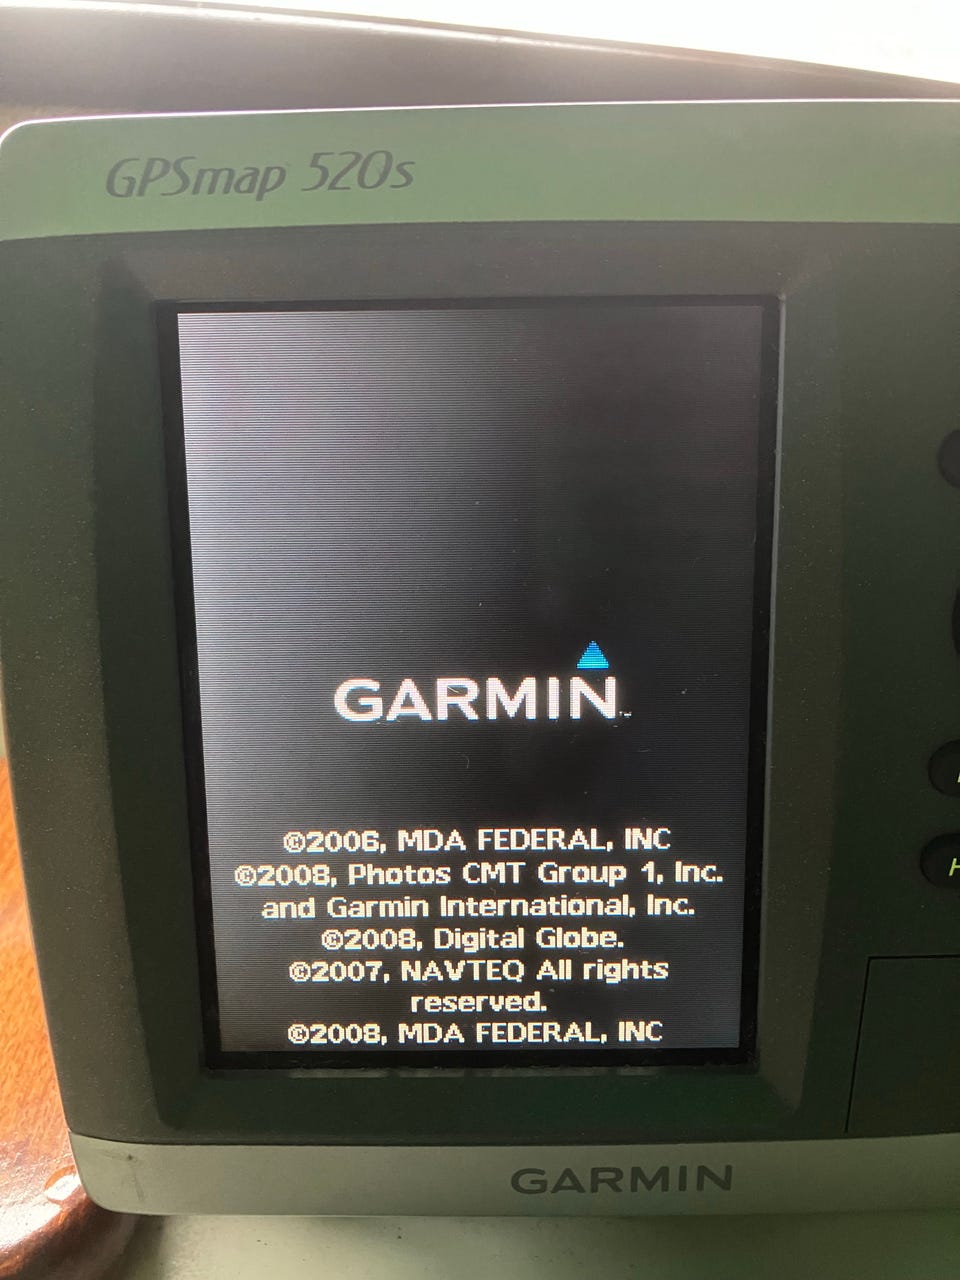 GPSmap 520s
GARMIN™
©2006, MDA FEDERAL, INC
©2008, Photos CMT Group 1, Inc.
and Garmin International, Inc.
©2008, Digital Globe.
©2007, NAVTEQ All rights
reserved.
©2008, MDA FEDERAL, INC
GARMIN